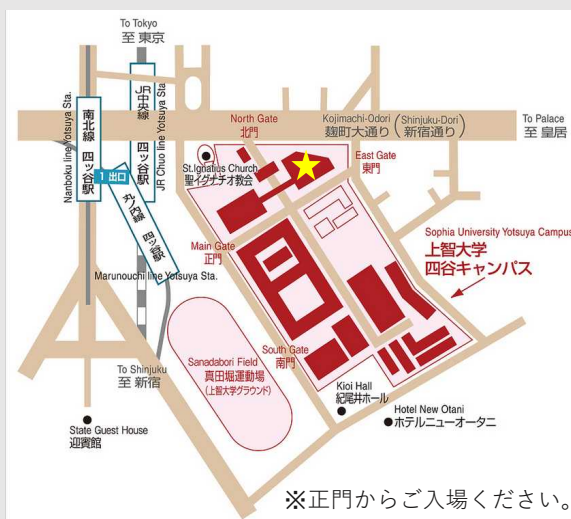 To Tokyo
至 東京
Nanboku line Yotsuya Sta.
南北線 四ッ谷駅
JR中央線 四ッ谷駅
JR Chuo line Yotsuya Sta.
1 出口
丸ノ内線 四ッ谷駅
Marunouchi line Yotsuya Sta.
North Gate
北門
Kojimachi-Odori (Shinjuku-Dori)
麹町大通り (新宿通り)
To Palace
至 皇居
St.Ignatius Church
聖イグナチオ教会
East Gate
東門
Main Gate
正門
Sophia University Yotsuya Campus
上智大学
四谷キャンパス
South Gate
南門
Sanadabori Field
真田堀運動場
(上智大学グラウンド)
To Shinjuku
至 新宿
Kioi Hall
紀尾井ホール
Hotel New Otani
ホテルニューオータニ
State Guest House
迎賓館
※正門からご入場ください。